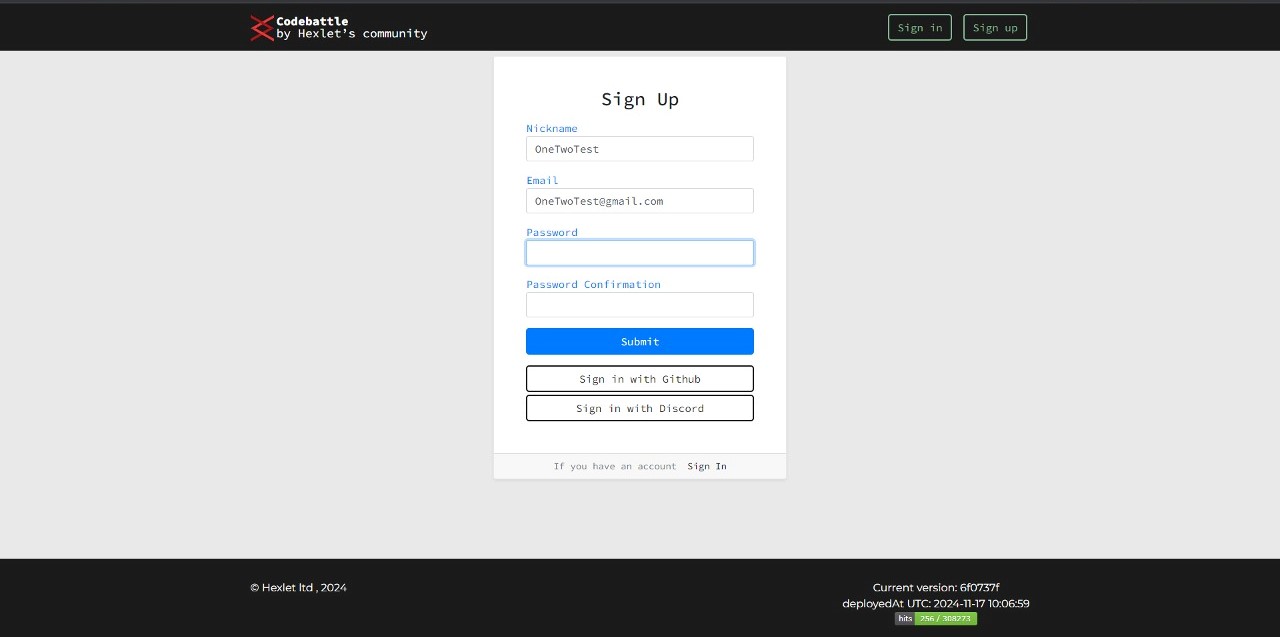 Codebattle
by Hexlet's community
Sign in
Sign up
Sign Up
Nickname
OneTwoTest
Email
OneTwoTest@gmail.com
Password
Password Confirmation
Submit
Sign in with Github
Sign in with Discord
If you have an account Sign In
© Hexlet ltd , 2024
Current version: 6f0737f
deployedAt UTC: 2024-11-17 10:06:59
hits 256 / 308273